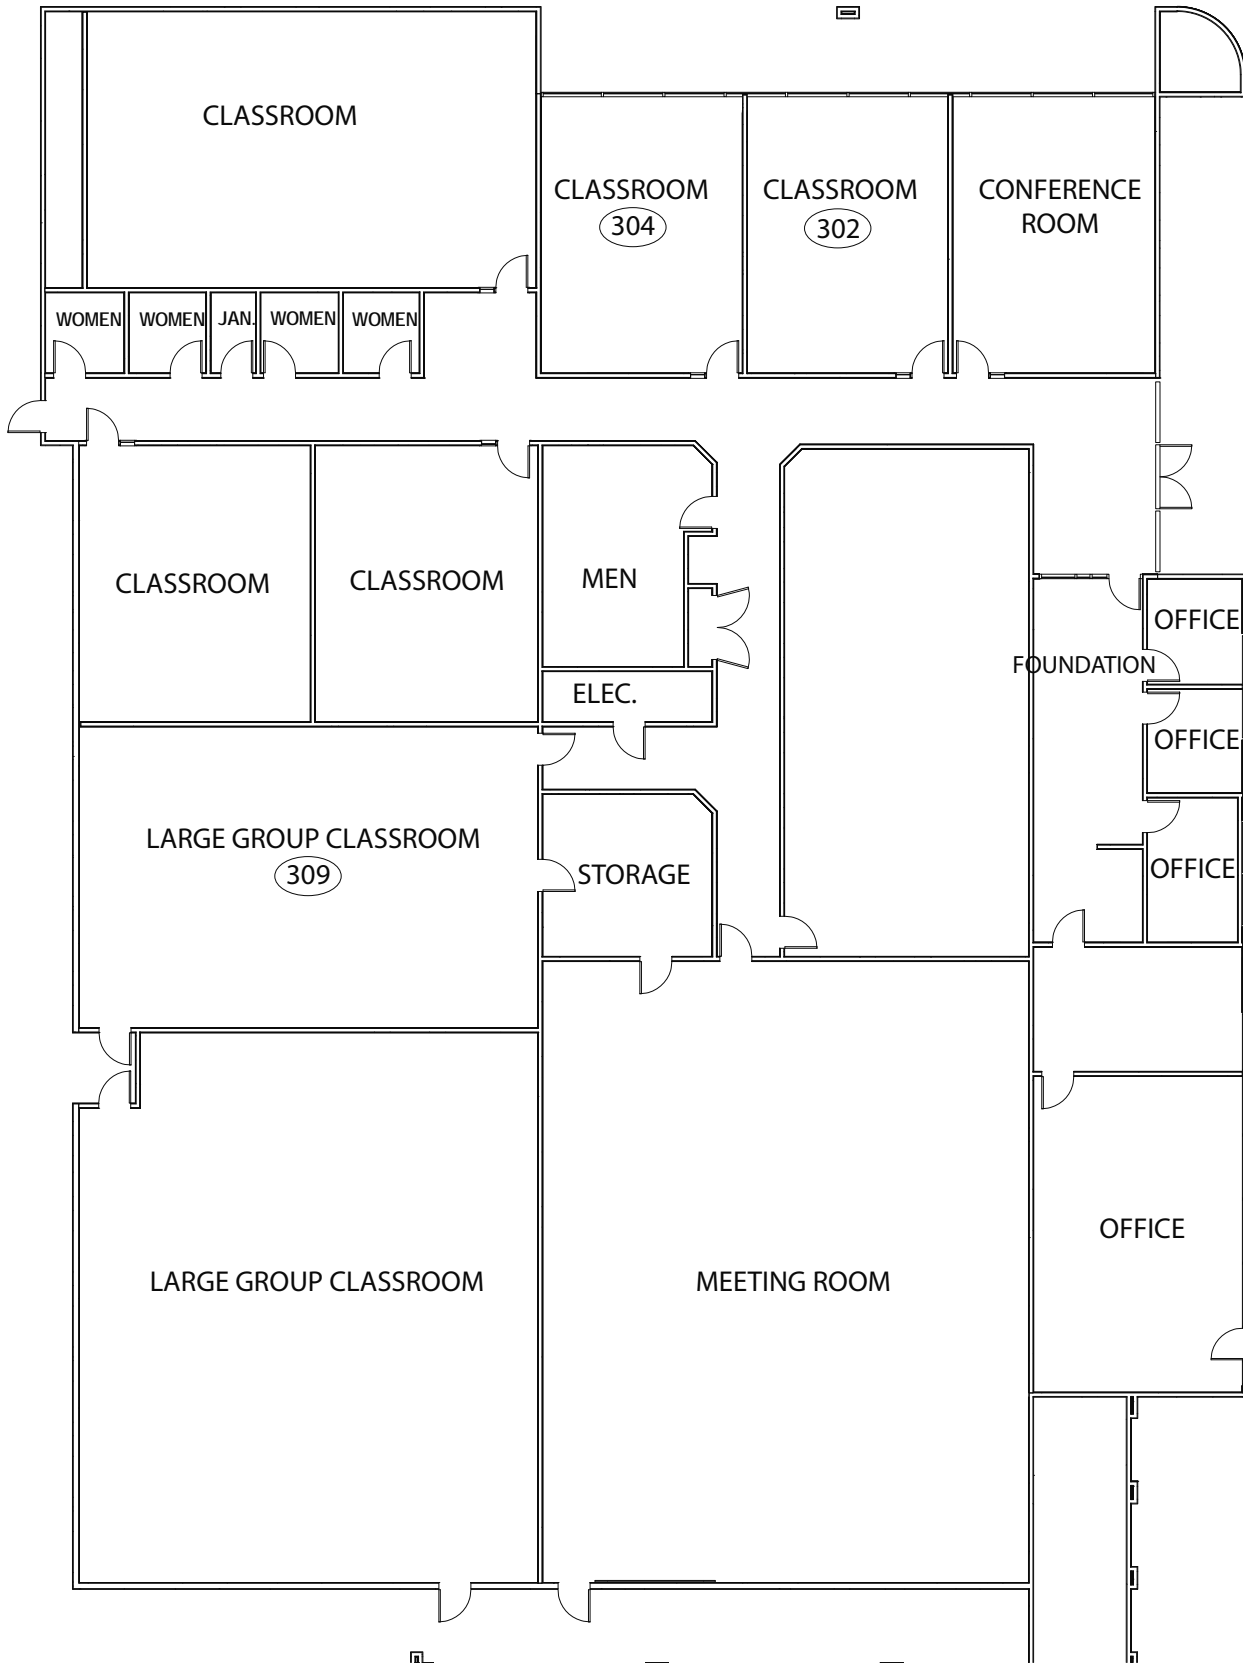 CLASSROOM
CLASSROOM
304
CLASSROOM
302
CONFERENCE
ROOM
WOMEN
WOMEN
JAN.
WOMEN
WOMEN
CLASSROOM
CLASSROOM
MEN
OFFICE
FOUNDATION
ELEC.
OFFICE
LARGE GROUP CLASSROOM
309
STORAGE
OFFICE
OFFICE
LARGE GROUP CLASSROOM
MEETING ROOM